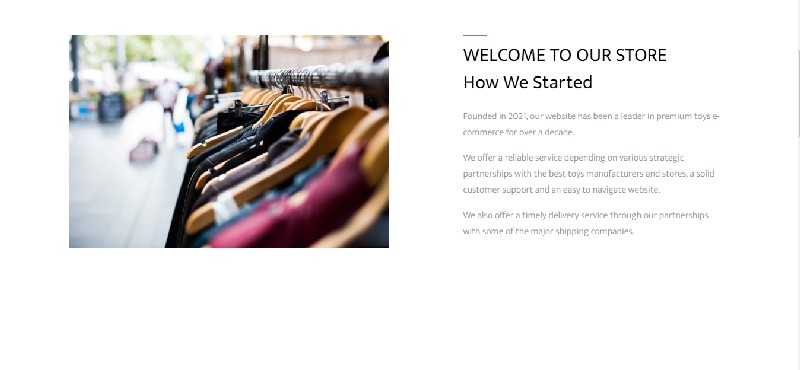 WELCOME TO OUR STORE
How We Started
Founded in 2021, our website has been a leader in premium toys e-
commerce for over a decade.
We offer a reliable service depending on various strategic
partnerships with the best toys manufacturers and stores, a solid
customer support and an easy to navigate website.
We also offer a timely delivery service through our partnerships
with some of the major shipping companies.